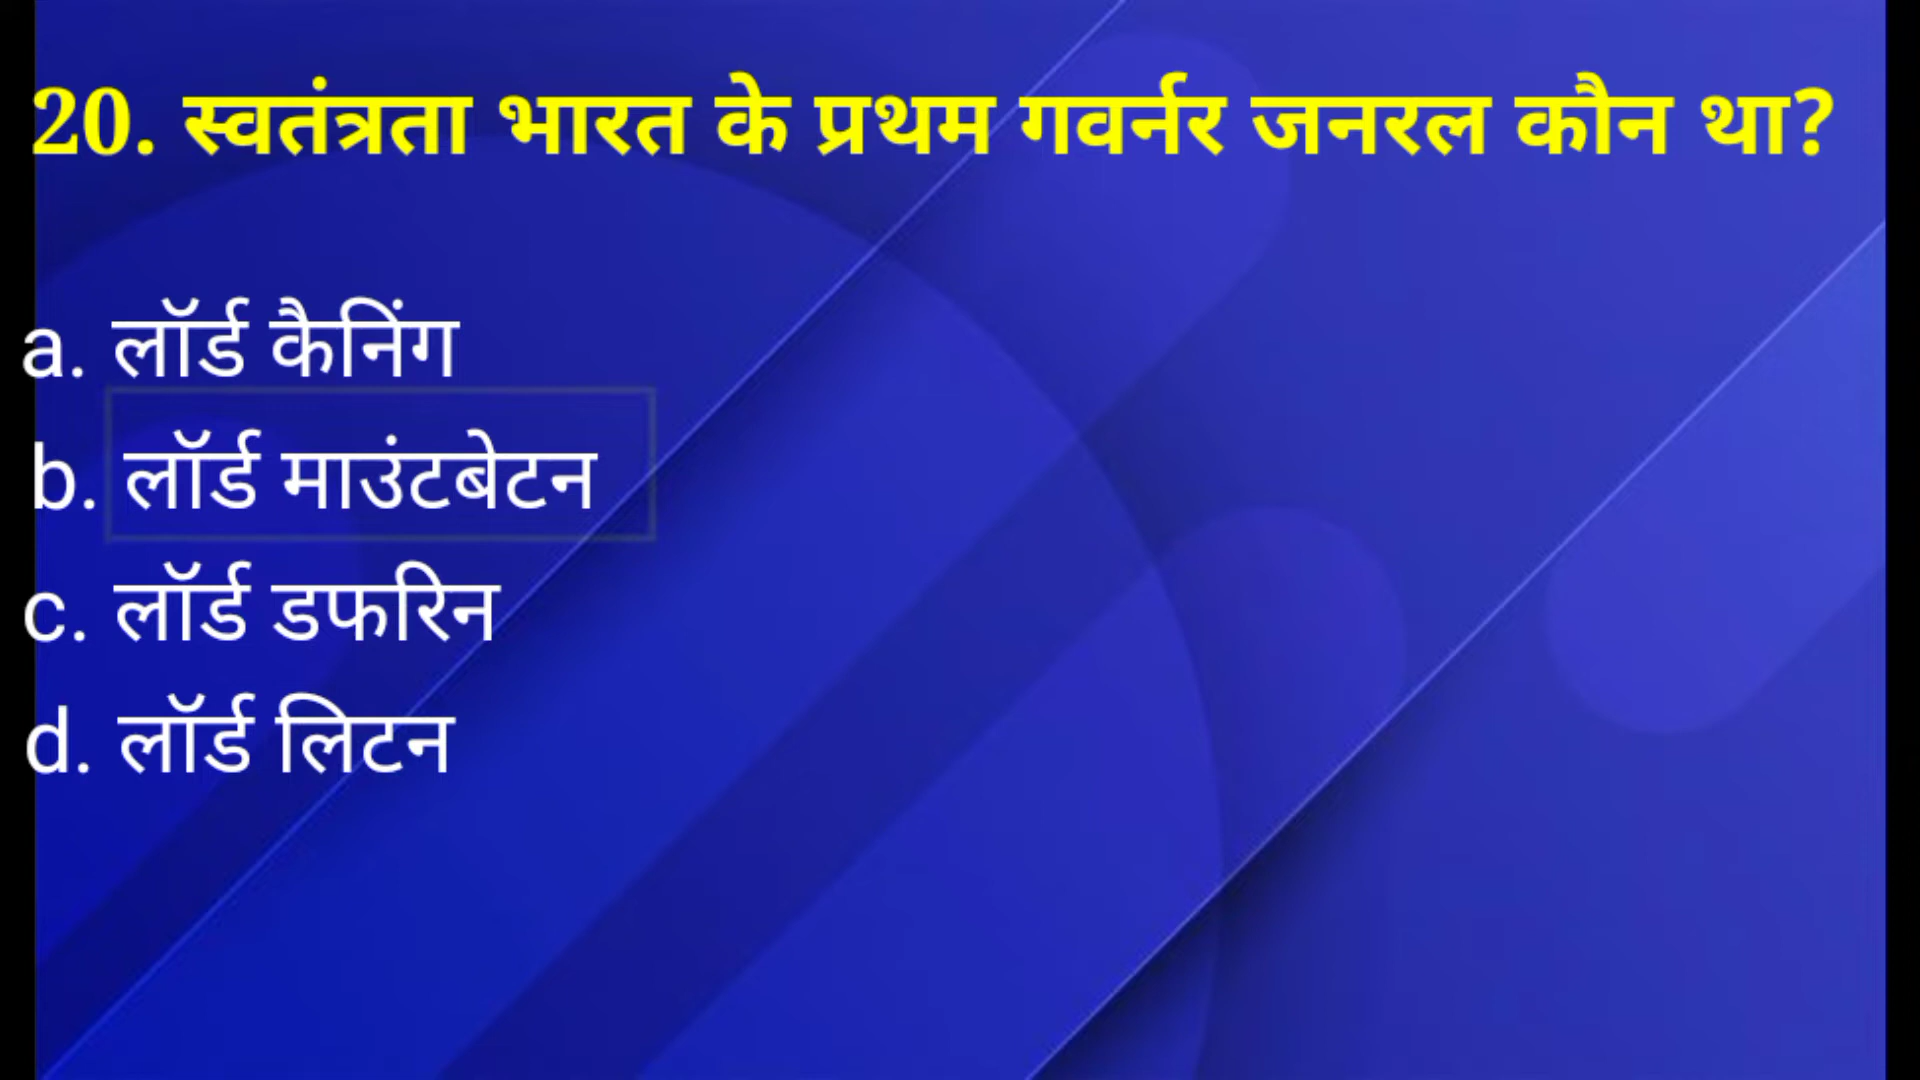 20. स्वतंत्रता भारत के प्रथम गवर्नर जनरल कौन था?
a. लॉर्ड कैनिंग
b. लॉर्ड माउंटबेटन
c. लॉर्ड डफरिन
d. लॉर्ड लिटन